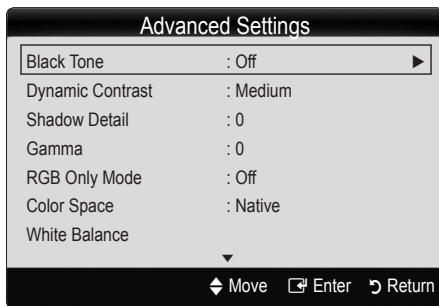 Advanced Settings
Black Tone : Off ▶
Dynamic Contrast : Medium
Shadow Detail : 0
Gamma : 0
RGB Only Mode : Off
Color Space : Native
White Balance
▼
Move Enter Return